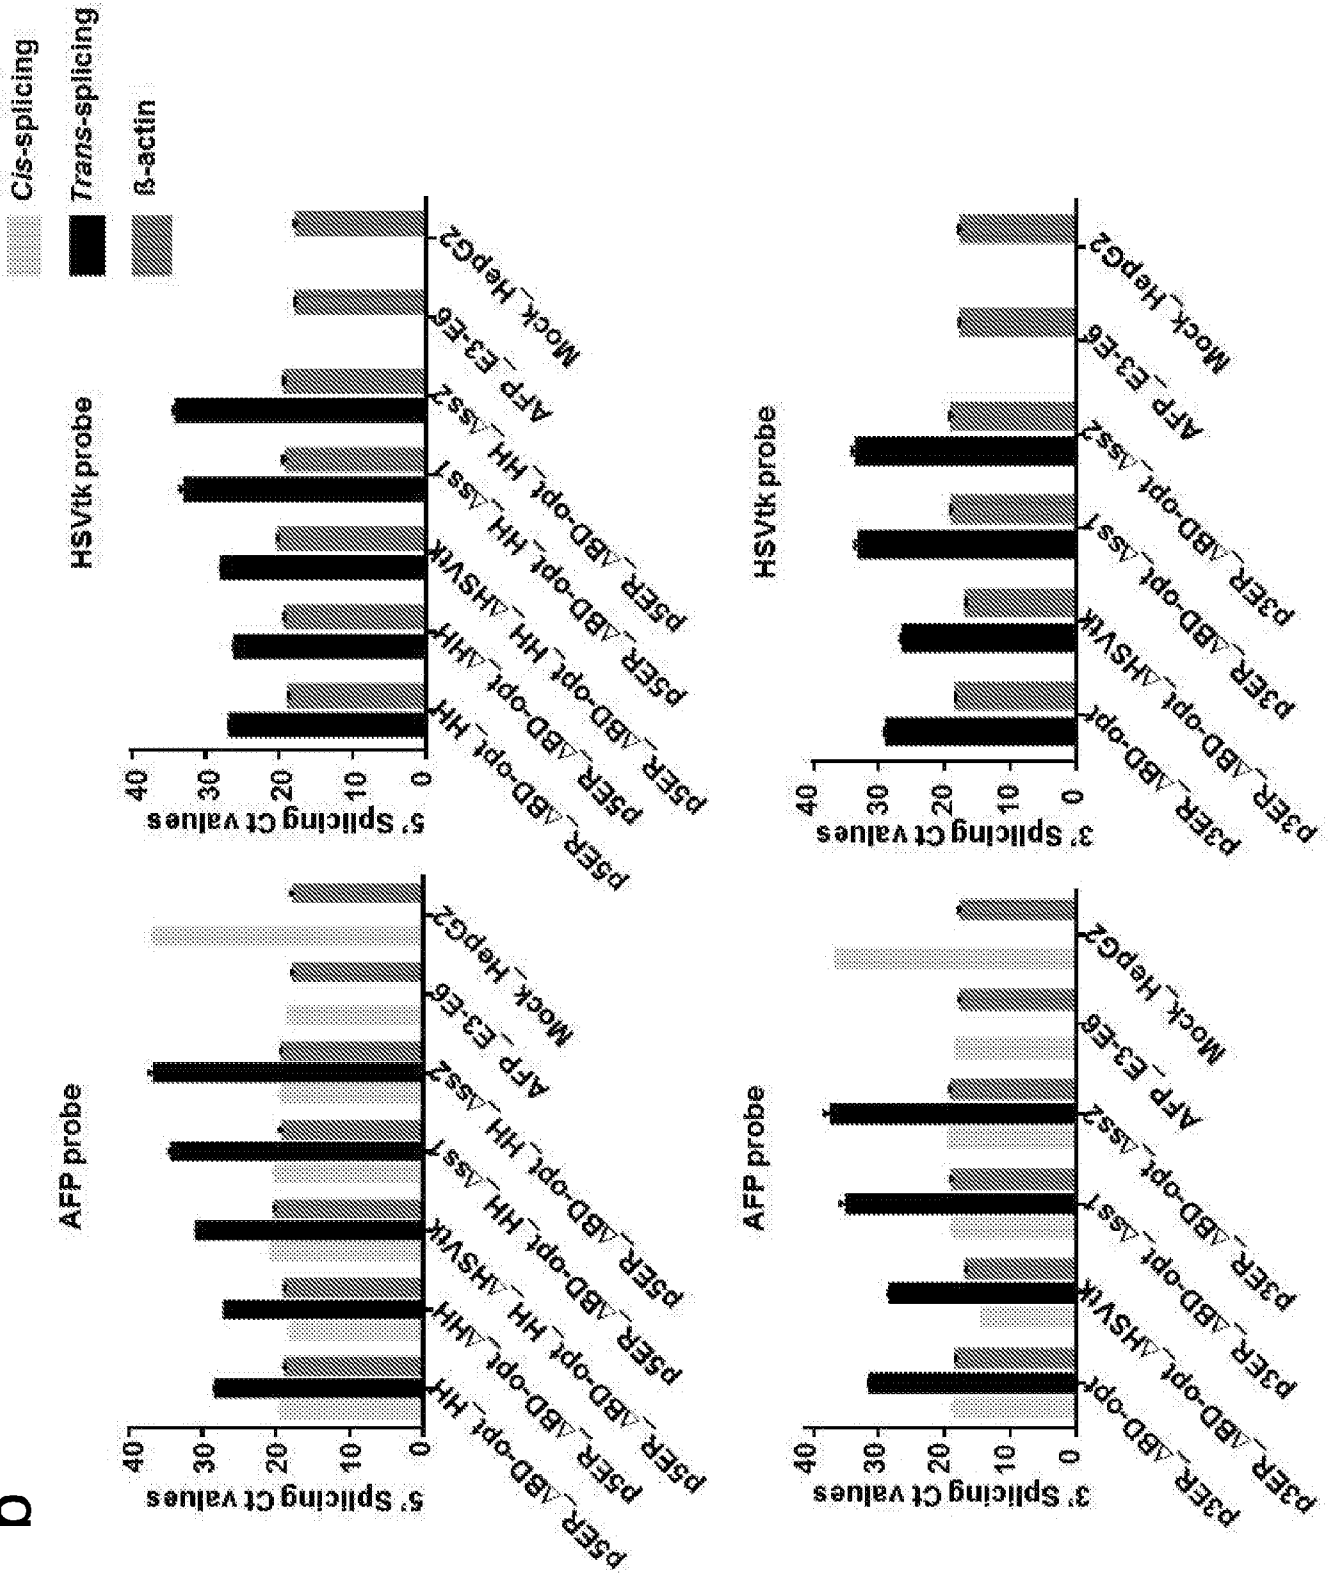 b
Cis-splicing
Trans-splicing
ß-actin
AFP probe
5' Splicing Ct values
40
30
20
10
0
p5ER_ΔBD-opt_HH
p5ER_ΔBD-opt_ΔHH
p5ER_ΔBD-opt_HH_ΔHSVtk
p5ER_ΔBD-opt_HH_Δss1
p5ER_ΔBD-opt_HH_Δss2
AFP_E3-E6
Mock_HepG2
HSVtk probe
5' Splicing Ct values
40
30
20
10
0
p5ER_ΔBD-opt_HH
p5ER_ΔBD-opt_ΔHH
p5ER_ΔBD-opt_HH_ΔHSVtk
p5ER_ΔBD-opt_HH_Δss1
p5ER_ΔBD-opt_HH_Δss2
AFP_E3-E6
Mock_HepG2
AFP probe
3' Splicing Ct values
40
30
20
10
0
p3ER_ΔBD-opt
p3ER_ΔBD-opt_ΔHSVtk
p3ER_ΔBD-opt_Δss1
p3ER_ΔBD-opt_Δss2
AFP_E3-E6
Mock_HepG2
HSVtk probe
3' Splicing Ct values
40
30
20
10
0
p3ER_ΔBD-opt
p3ER_ΔBD-opt_ΔHSVtk
p3ER_ΔBD-opt_Δss1
p3ER_ΔBD-opt_Δss2
AFP_E3-E6
Mock_HepG2